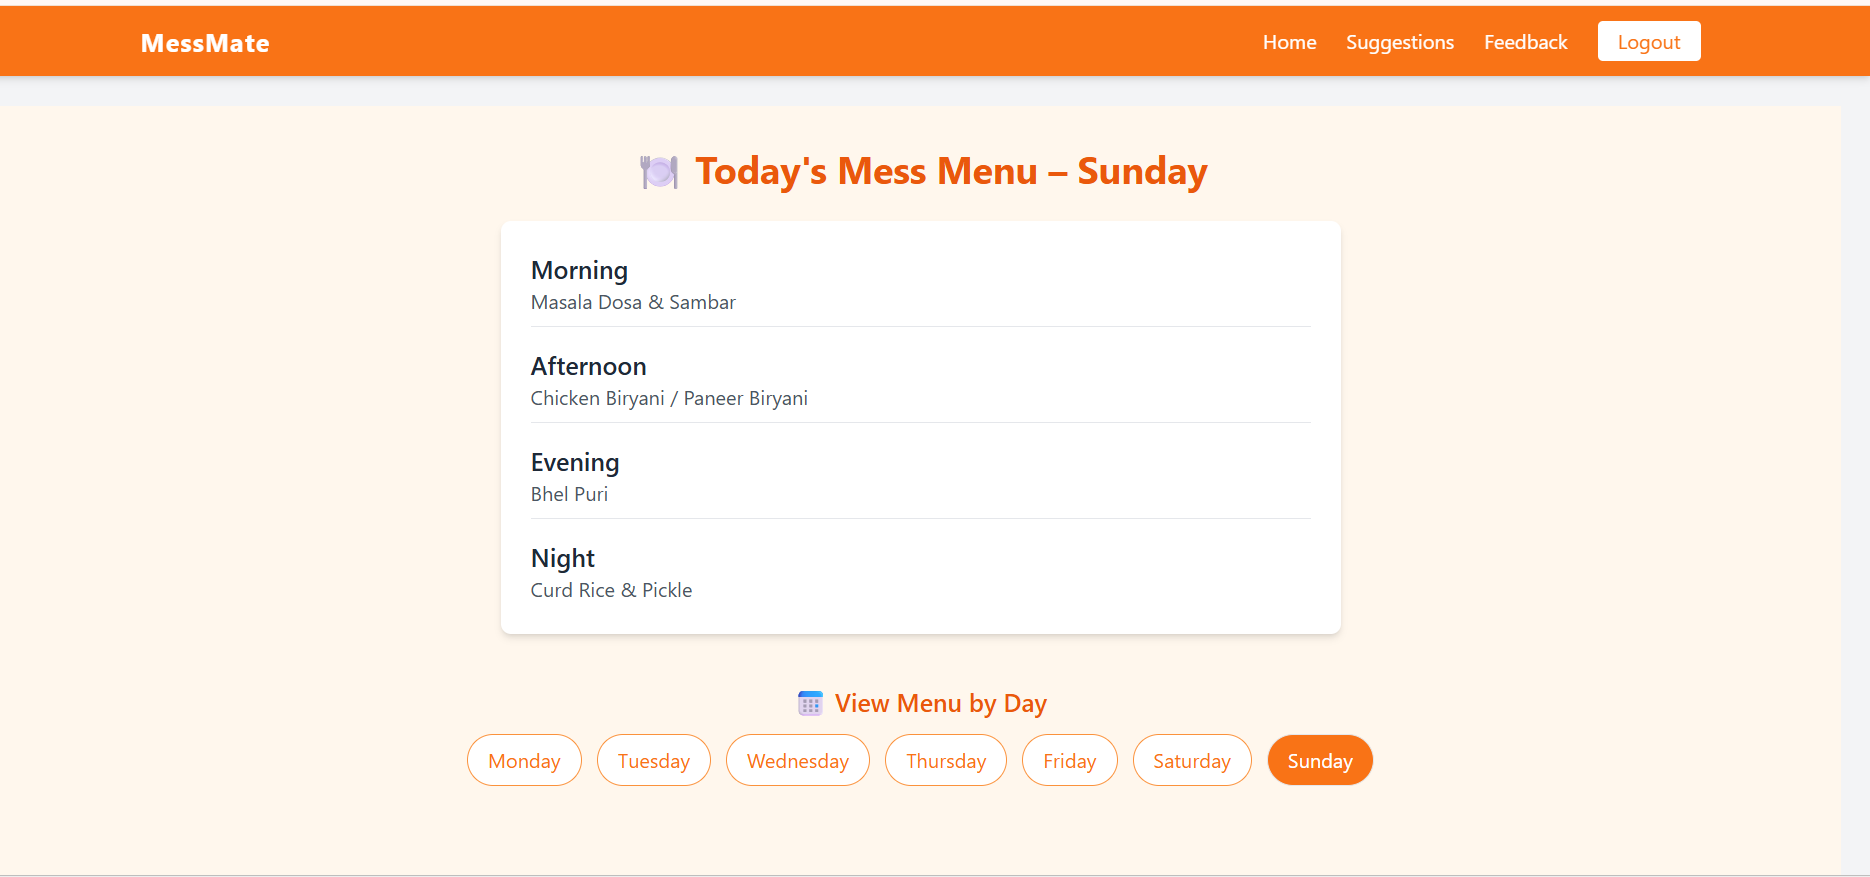 MessMate
Home Suggestions Feedback Logout
Today's Mess Menu – Sunday
Morning
Masala Dosa & Sambar
Afternoon
Chicken Biryani / Paneer Biryani
Evening
Bhel Puri
Night
Curd Rice & Pickle
View Menu by Day
Monday Tuesday Wednesday Thursday Friday Saturday Sunday